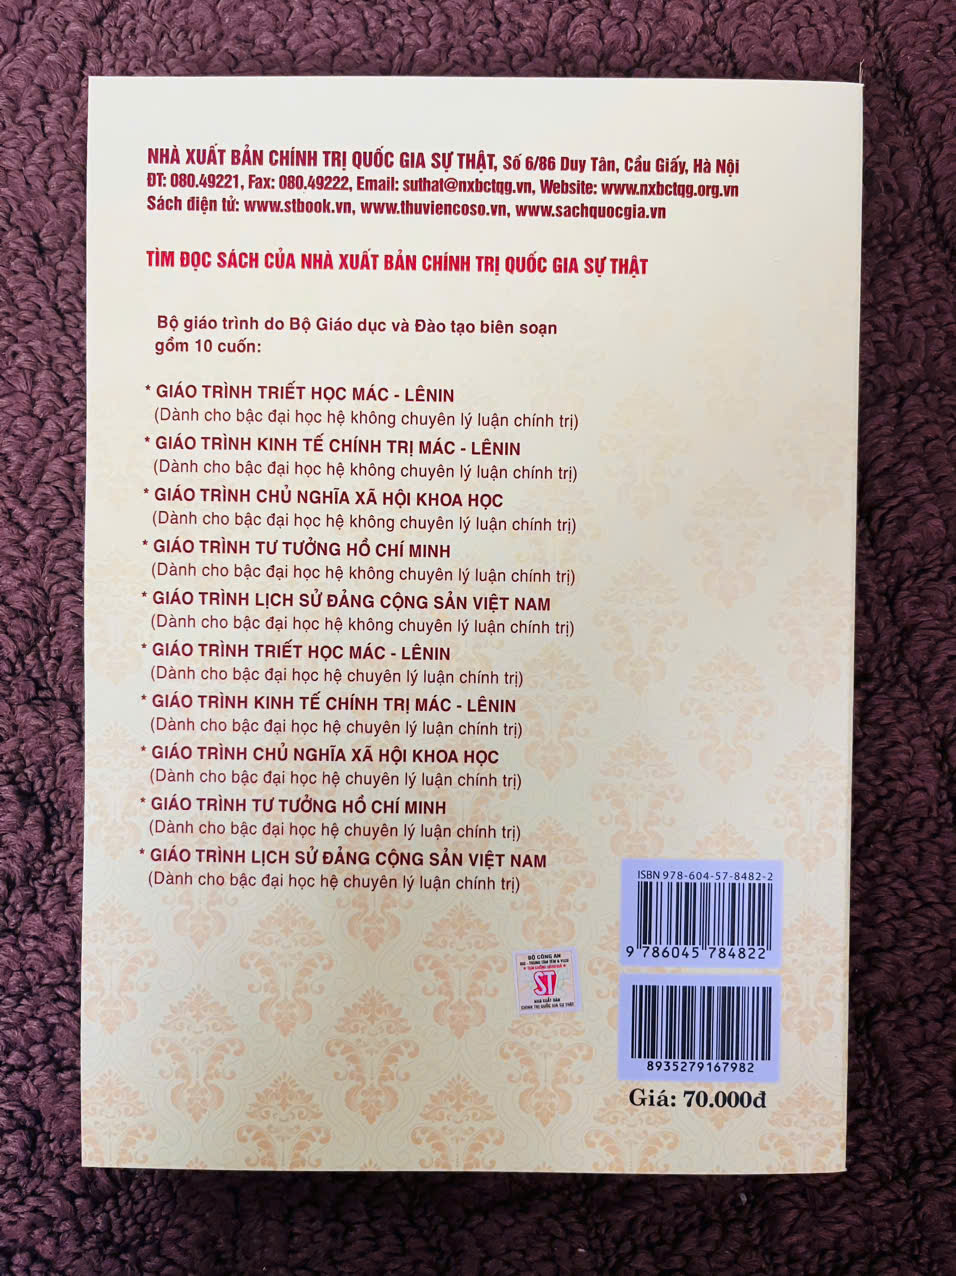 NHÀ XUẤT BẢN CHÍNH TRỊ QUỐC GIA SỰ THẬT, Số 6/86 Duy Tân, Cầu Giấy, Hà Nội
ĐT: 080.49221, Fax: 080.49222, Email: suthat@nxbctqg.vn, Website: www.nxbctqg.org.vn
Sách điện tử: www.stbook.vn, www.thuviencoso.vn, www.sachquocgia.vn
TÌM ĐỌC SÁCH CỦA NHÀ XUẤT BẢN CHÍNH TRỊ QUỐC GIA SỰ THẬT
Bộ giáo trình do Bộ Giáo dục và Đào tạo biên soạn
gồm 10 cuốn:
* GIÁO TRÌNH TRIẾT HỌC MÁC - LÊNIN
(Dành cho bậc đại học hệ không chuyên lý luận chính trị)
* GIÁO TRÌNH KINH TẾ CHÍNH TRỊ MÁC - LÊNIN
(Dành cho bậc đại học hệ không chuyên lý luận chính trị)
* GIÁO TRÌNH CHỦ NGHĨA XÃ HỘI KHOA HỌC
(Dành cho bậc đại học hệ không chuyên lý luận chính trị)
* GIÁO TRÌNH TƯ TƯỞNG HỒ CHÍ MINH
(Dành cho bậc đại học hệ không chuyên lý luận chính trị)
* GIÁO TRÌNH LỊCH SỬ ĐẢNG CỘNG SẢN VIỆT NAM
(Dành cho bậc đại học hệ không chuyên lý luận chính trị)
* GIÁO TRÌNH TRIẾT HỌC MÁC - LÊNIN
(Dành cho bậc đại học hệ chuyên lý luận chính trị)
* GIÁO TRÌNH KINH TẾ CHÍNH TRỊ MÁC - LÊNIN
(Dành cho bậc đại học hệ chuyên lý luận chính trị)
* GIÁO TRÌNH CHỦ NGHĨA XÃ HỘI KHOA HỌC
(Dành cho bậc đại học hệ chuyên lý luận chính trị)
* GIÁO TRÌNH TƯ TƯỞNG HỒ CHÍ MINH
(Dành cho bậc đại học hệ chuyên lý luận chính trị)
* GIÁO TRÌNH LỊCH SỬ ĐẢNG CỘNG SẢN VIỆT NAM
(Dành cho bậc đại học hệ chuyên lý luận chính trị)
ISBN 978-604-57-8482-2
9 786045 784822
BỘ CÔNG AN
ST
NHÀ XUẤT BẢN
CHÍNH TRỊ QUỐC GIA SỰ THẬT
8935279167982
Giá: 70.000đ